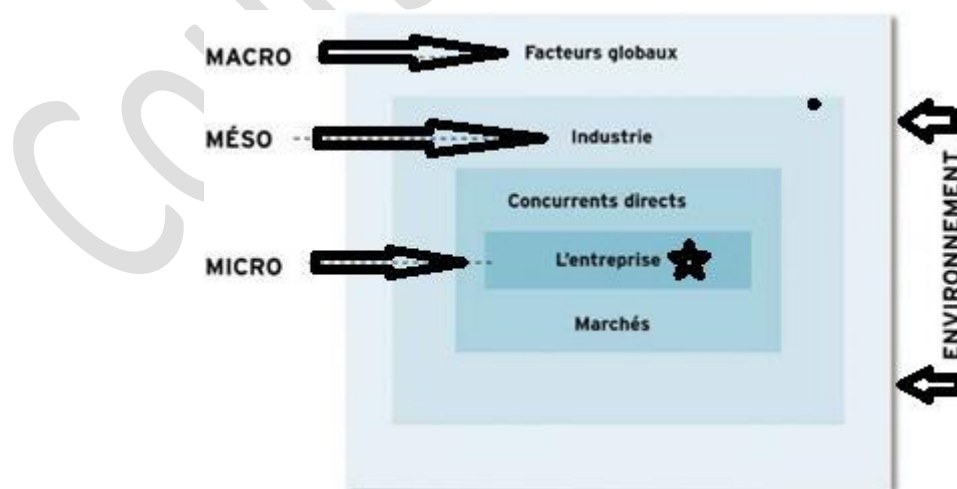 MACRO Facteurs globaux
MÉSO Industrie
Concurrents directs
MICRO L'entreprise
Marchés
ENVIRONNEMENT